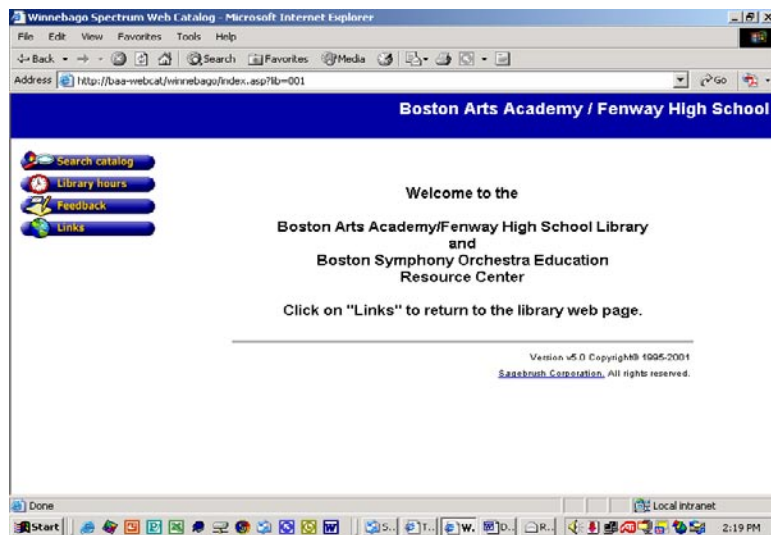 Winnebago Spectrum Web Catalog - Microsoft Internet Explorer
File Edit View Favorites Tools Help
Back Search Favorites Media
Address http://baa-webcat/winnebago/index.asp?lib=001 Go
Boston Arts Academy / Fenway High School
Search catalog
Library hours
Feedback
Links
Welcome to the
Boston Arts Academy/Fenway High School Library
and
Boston Symphony Orchestra Education
Resource Center
Click on "Links" to return to the library web page.
Version v5.0 Copyright© 1995-2001
Sagebrush Corporation. All rights reserved.
Done Local intranet
Start S.. T.. W. D.. R.. 2:19 PM